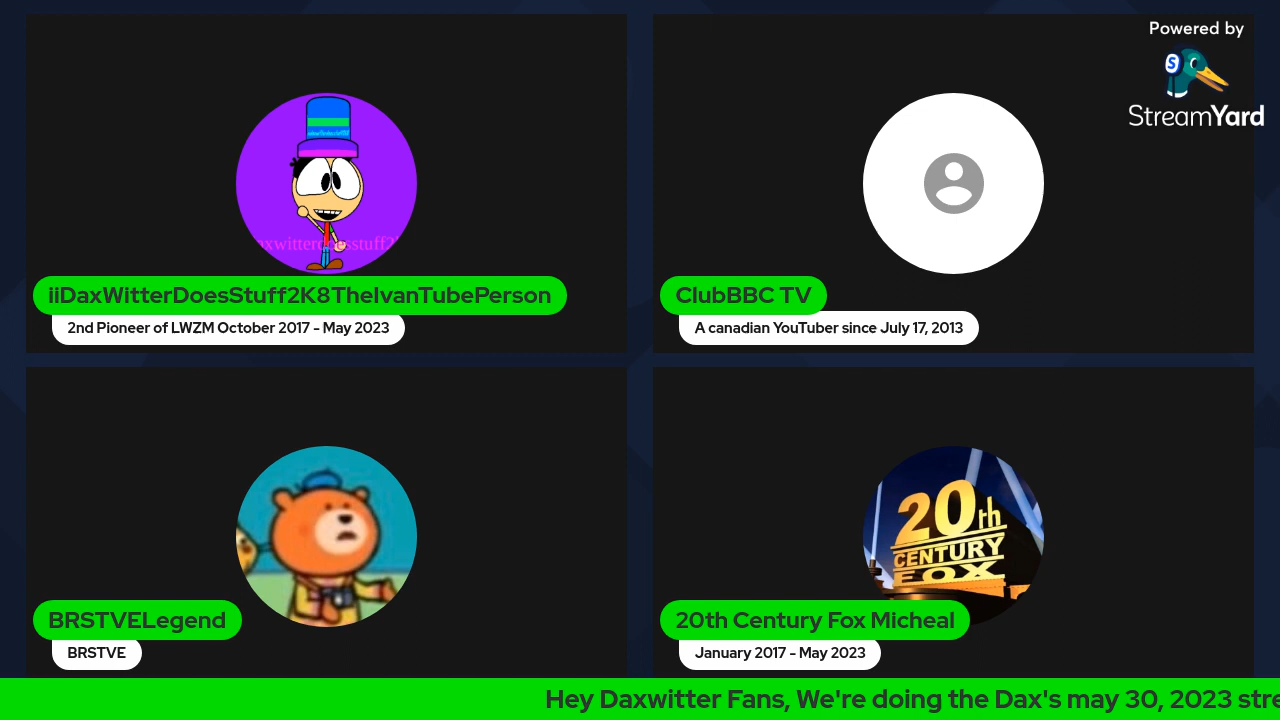 Powered by
StreamYard
iiDaxWitterDoesStuff2K8TheIvanTubePerson
2nd Pioneer of LWZM October 2017 - May 2023
ClubBBC TV
A canadian YouTuber since July 17, 2013
20th
CENTURY
FOX
BRSTVELegend
BRSTVE
20th Century Fox Micheal
January 2017 - May 2023
Hey Daxwitter Fans, We're doing the Dax's may 30, 2023 stre